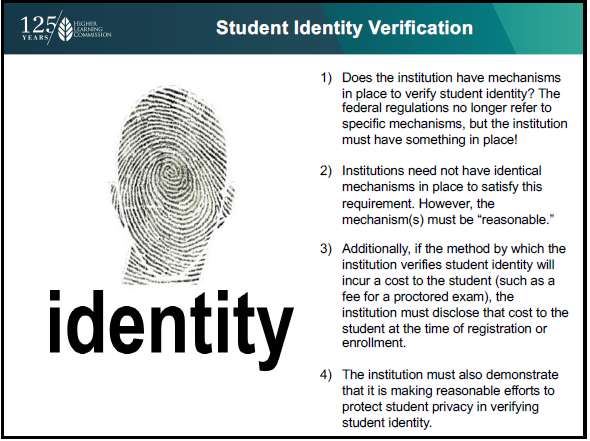 125
YEARS
HIGHER
LEARNING
COMMISSION
Student Identity Verification
1) Does the institution have mechanisms
in place to verify student identity? The
federal regulations no longer refer to
specific mechanisms, but the institution
must have something in place!
2) Institutions need not have identical
mechanisms in place to satisfy this
requirement. However, the
mechanism(s) must be “reasonable.”
3) Additionally, if the method by which the
institution verifies student identity will
incur a cost to the student (such as a
fee for a proctored exam), the
institution must disclose that cost to the
student at the time of registration or
enrollment.
4) The institution must also demonstrate
that it is making reasonable efforts to
protect student privacy in verifying
student identity.
identity